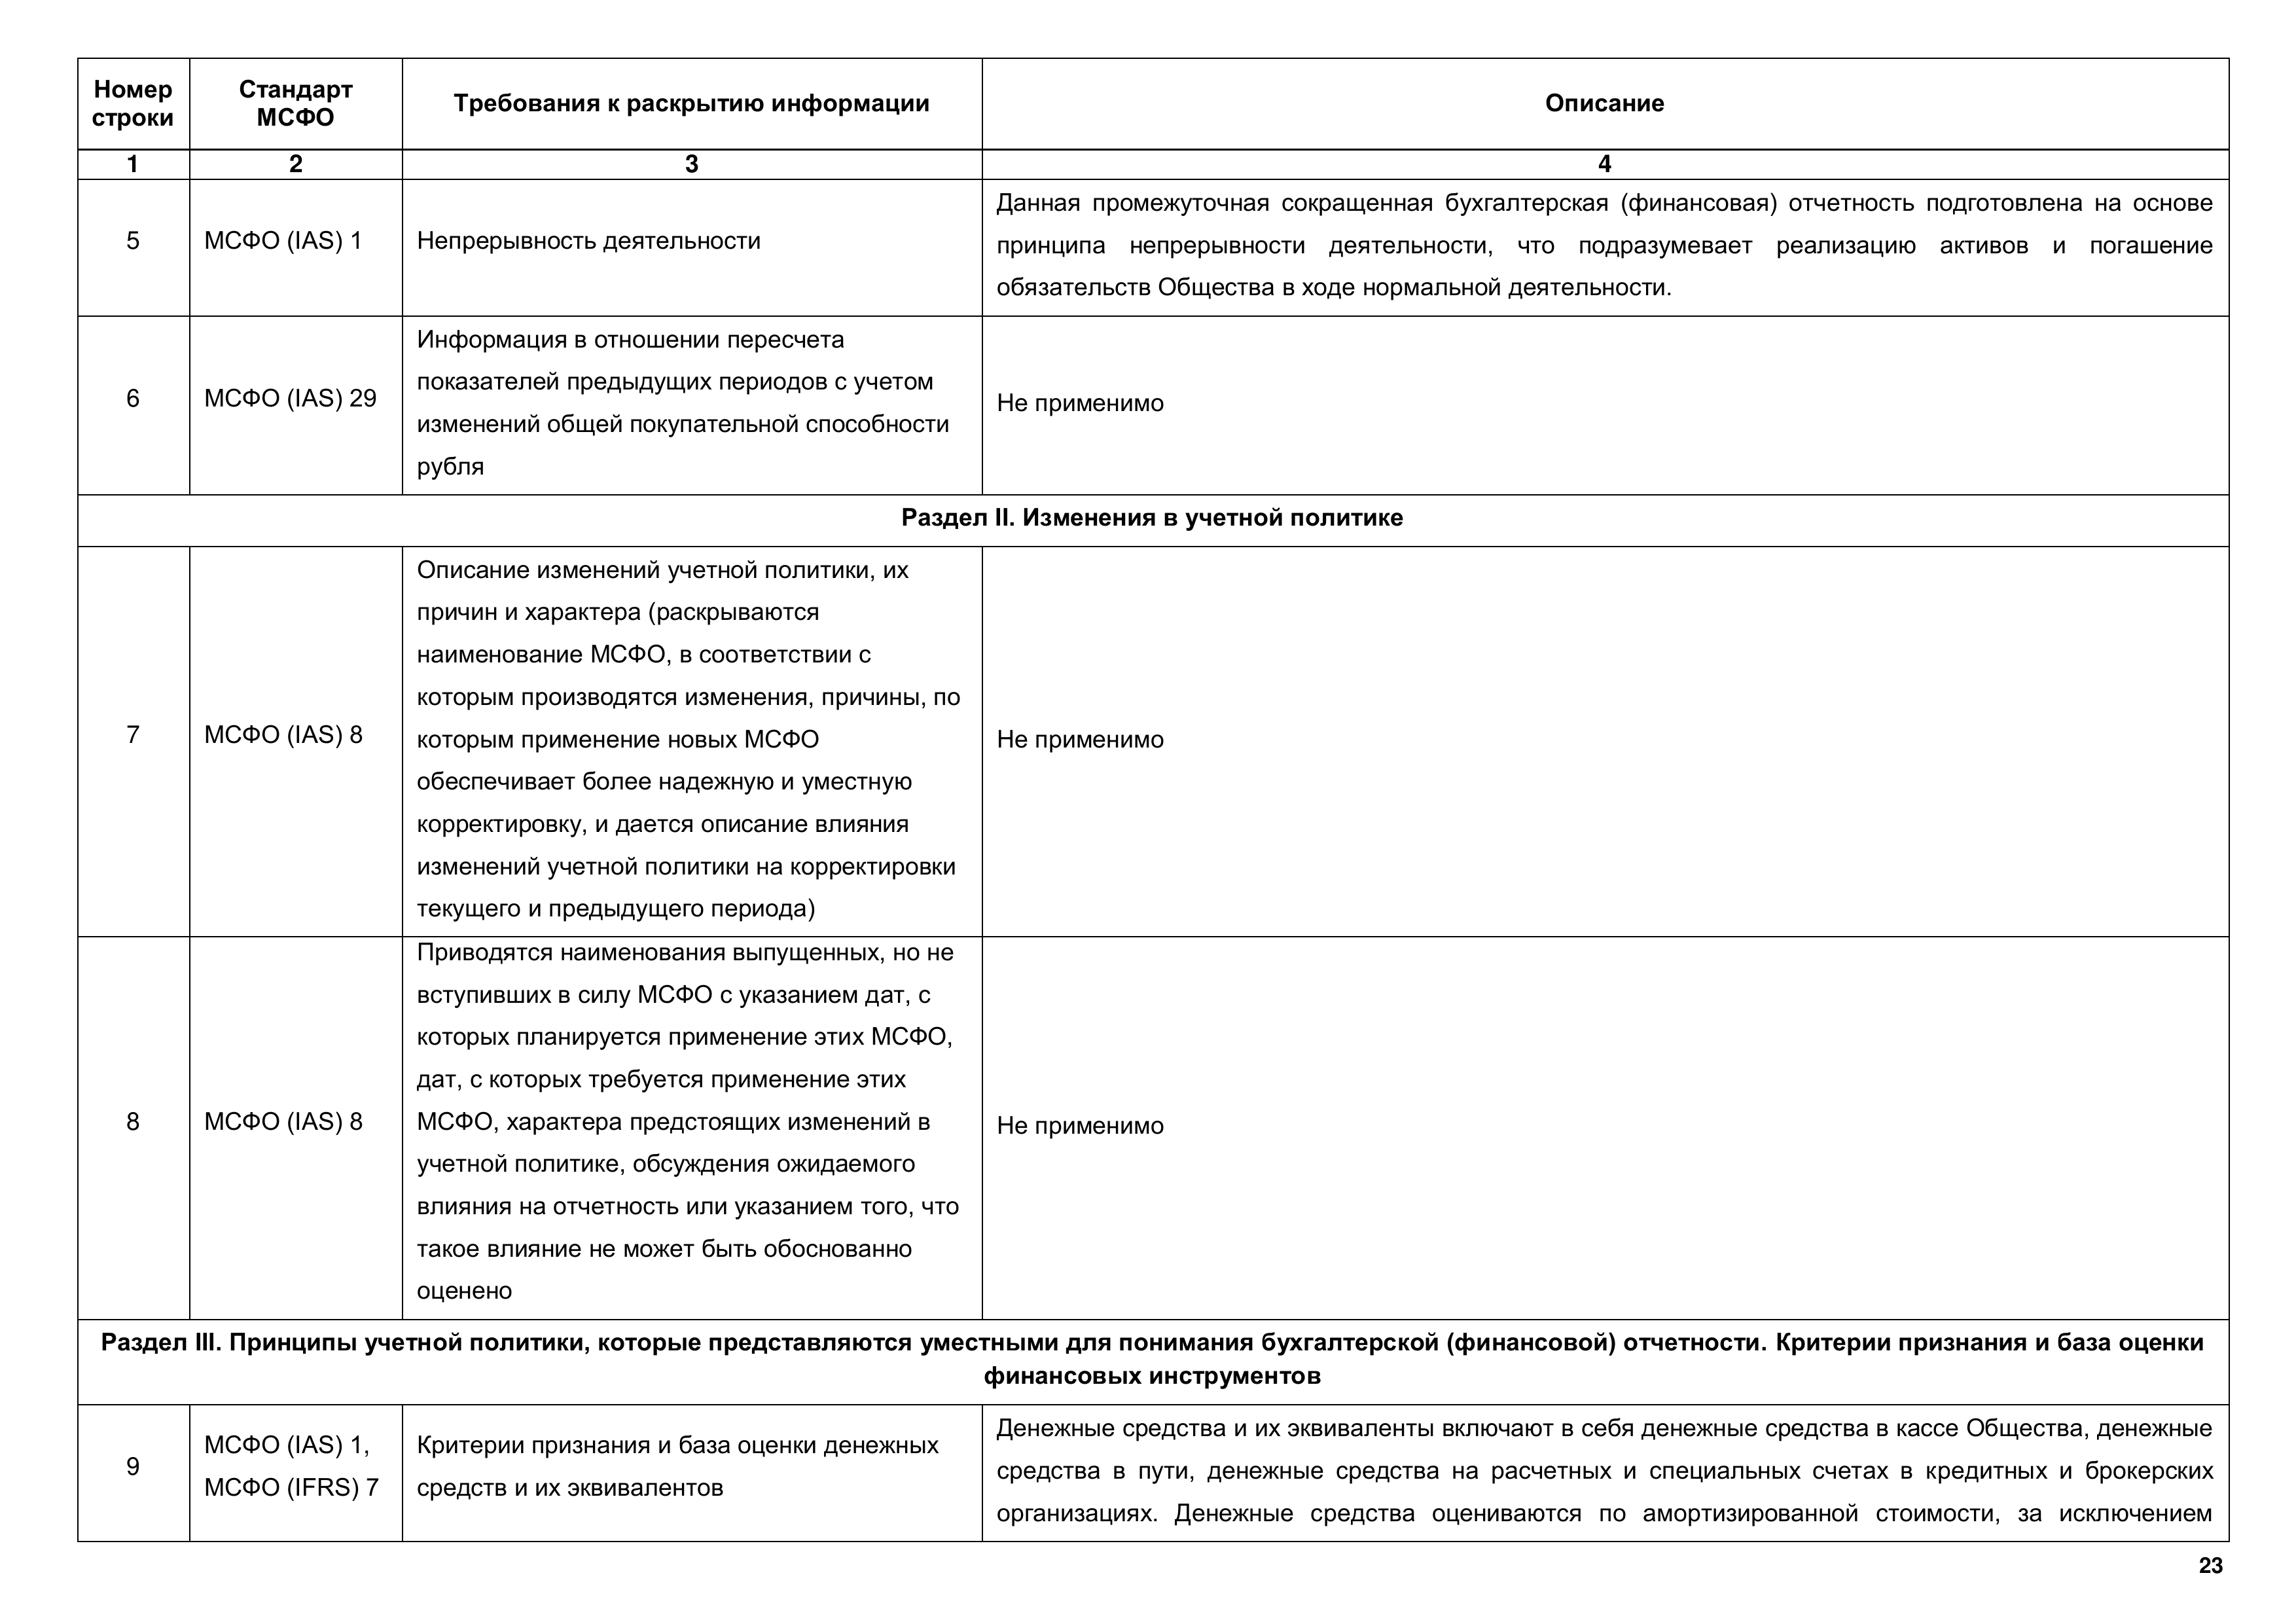 Номер строки
Стандарт МСФО
Требования к раскрытию информации
Описание
1
2
3
4
5
МСФО (IAS) 1
Непрерывность деятельности
Данная промежуточная сокращенная бухгалтерская (финансовая) отчетность подготовлена на основе
принципа непрерывности деятельности, что подразумевает реализацию активов и погашение
обязательств Общества в ходе нормальной деятельности.
6
МСФО (IAS) 29
Информация в отношении пересчета
показателей предыдущих периодов с учетом
изменений общей покупательной способности
рубля
Не применимо
Раздел II. Изменения в учетной политике
7
МСФО (IAS) 8
Описание изменений учетной политики, их
причин и характера (раскрываются
наименование МСФО, в соответствии с
которым производятся изменения, причины, по
которым применение новых МСФО
обеспечивает более надежную и уместную
корректировку, и дается описание влияния
изменений учетной политики на корректировки
текущего и предыдущего периода)
Не применимо
8
МСФО (IAS) 8
Приводятся наименования выпущенных, но не
вступивших в силу МСФО с указанием дат, с
которых планируется применение этих МСФО,
дат, с которых требуется применение этих
МСФО, характера предстоящих изменений в
учетной политике, обсуждения ожидаемого
влияния на отчетность или указанием того, что
такое влияние не может быть обоснованно
оценено
Не применимо
Раздел III. Принципы учетной политики, которые представляются уместными для понимания бухгалтерской (финансовой) отчетности. Критерии признания и база оценки
финансовых инструментов
9
МСФО (IAS) 1,
МСФО (IFRS) 7
Критерии признания и база оценки денежных
средств и их эквивалентов
Денежные средства и их эквиваленты включают в себя денежные средства в кассе Общества, денежные
средства в пути, денежные средства на расчетных и специальных счетах в кредитных и брокерских
организациях. Денежные средства оцениваются по амортизированной стоимости, за исключением
23